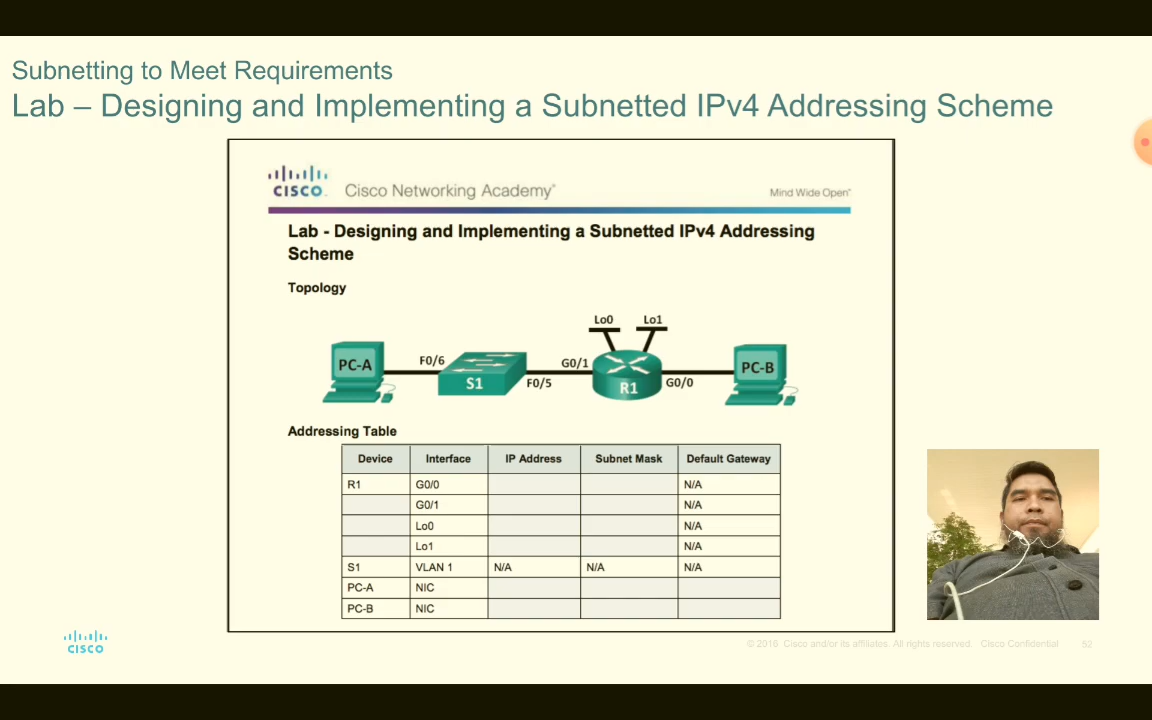 Subnetting to Meet Requirements
Lab – Designing and Implementing a Subnetted IPv4 Addressing Scheme
CISCO. Cisco Networking Academy® Mind Wide Open™
Lab - Designing and Implementing a Subnetted IPv4 Addressing
Scheme
Topology
Lo0 Lo1
PC-A F0/6 S1 F0/5 G0/1 R1 G0/0 PC-B
Addressing Table
Device Interface IP Address Subnet Mask Default Gateway
R1 G0/0 N/A
G0/1 N/A
Lo0 N/A
Lo1 N/A
S1 VLAN 1 N/A N/A N/A
PC-A NIC
PC-B NIC
CISCO
© 2016 Cisco and/or its affiliates. All rights reserved. Cisco Confidential 52